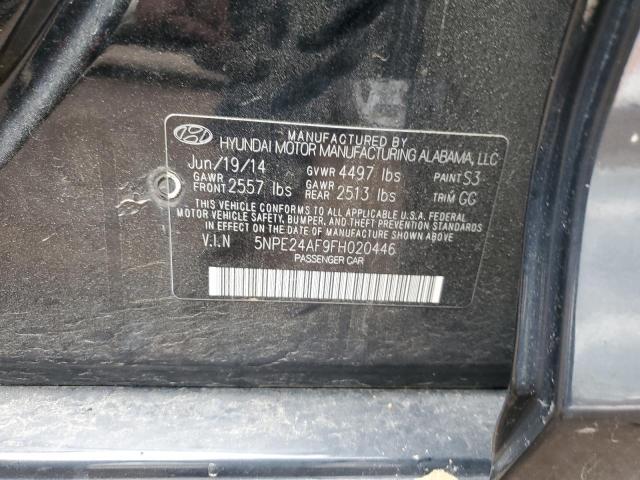 MANUFACTURED BY
HYUNDAI MOTOR MANUFACTURING ALABAMA, LLC
Jun/19/14 GVWR 4497 lbs PAINT S3
GAWR FRONT 2557 lbs GAWR REAR 2513 lbs TRIM GG
THIS VEHICLE CONFORMS TO ALL APPLICABLE U.S.A. FEDERAL
MOTOR VEHICLE SAFETY, BUMPER, AND THEFT PREVENTION STANDARDS
IN EFFECT ON THE DATE OF MANUFACTURE SHOWN ABOVE.
V.I.N 5NPE24AF9FH020446
PASSENGER CAR